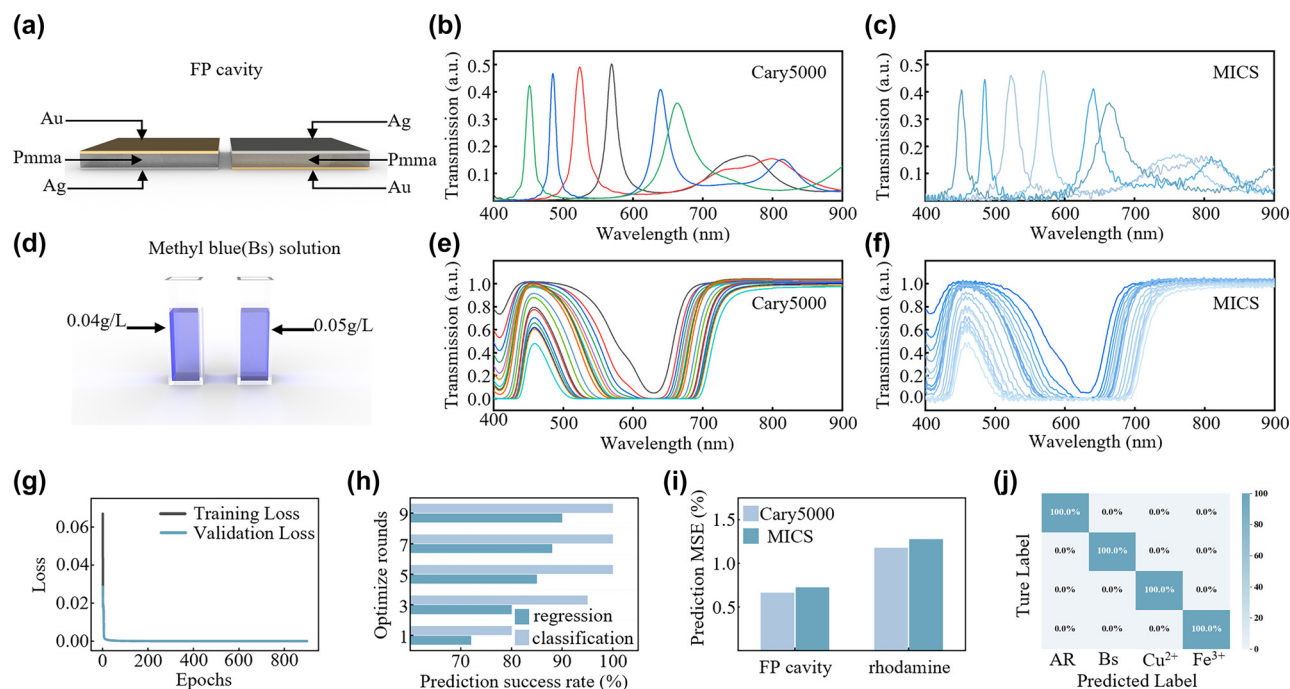 (a)
FP cavity
Au
Ag
Pmma
Pmma
Ag
Au
(b)
Cary5000
Transmission (a.u.)
0.5
0.4
0.3
0.2
0.1
400 500 600 700 800 900
Wavelength (nm)
(c)
MICS
Transmission (a.u.)
0.5
0.4
0.3
0.2
0.1
400 500 600 700 800 900
Wavelength (nm)
(d)
Methyl blue(Bs) solution
0.04g/L
0.05g/L
(e)
Cary5000
Transmission (a.u.)
1.0
0.8
0.6
0.4
0.2
0.0
400 500 600 700 800 900
Wavelength (nm)
(f)
MICS
Transmission (a.u.)
1.0
0.8
0.6
0.4
0.2
0.0
400 500 600 700 800 900
Wavelength (nm)
(g)
Training Loss
Validation Loss
Loss
0.06
0.04
0.02
0.00
0 200 400 600 800
Epochs
(h)
Optimize rounds
9
7
5
3
1
regression
classification
70 80 90 100
Prediction success rate (%)
(i)
Cary5000
MICS
Prediction MSE (%)
1.5
1.0
0.5
FP cavity rhodamine
(j)
Ture Label
100.0% 0.0% 0.0% 0.0%
0.0% 100.0% 0.0% 0.0%
0.0% 0.0% 100.0% 0.0%
0.0% 0.0% 0.0% 100.0%
AR Bs Cu²⁺ Fe³⁺
Predicted Label
100
80
60
40
20
0